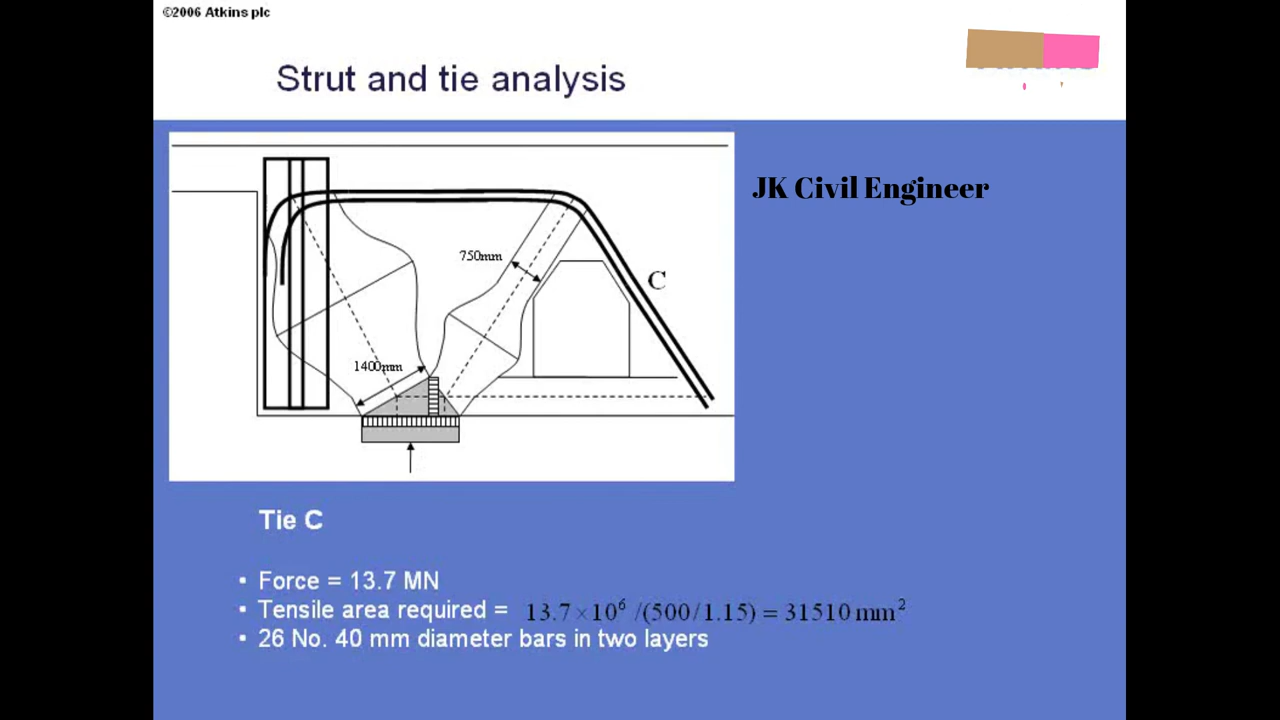 ©2006 Atkins plc
Strut and tie analysis
JK Civil Engineer
750mm
C
1400mm
Tie C
▪ Force = 13.7 MN
▪ Tensile area required = 13.7×10⁶ /(500/1.15) = 31510 mm²
▪ 26 No. 40 mm diameter bars in two layers